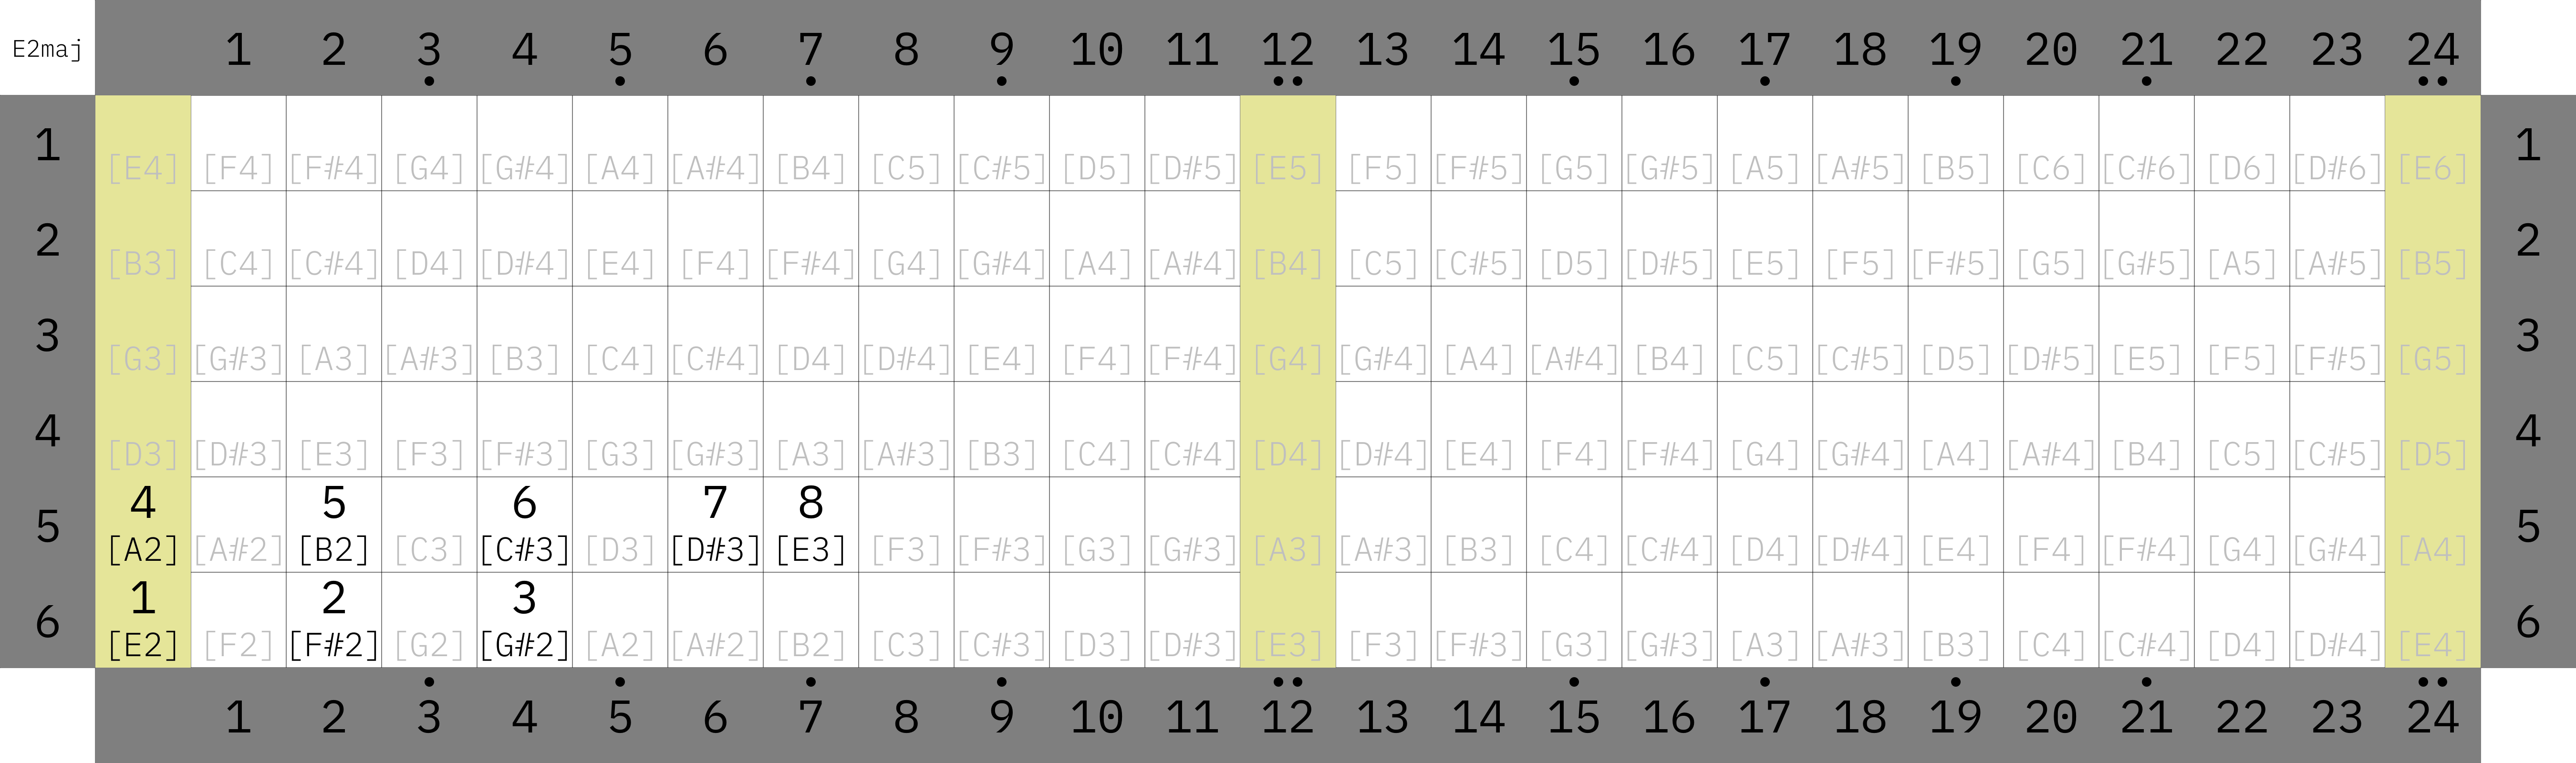 E2maj 1 2 3 4 5 6 7 8 9 10 11 12 13 14 15 16 17 18 19 20 21 22 23 24
1 [E4] [F4] [F#4] [G4] [G#4] [A4] [A#4] [B4] [C5] [C#5] [D5] [D#5] [E5] [F5] [F#5] [G5] [G#5] [A5] [A#5] [B5] [C6] [C#6] [D6] [D#6] [E6] 1
2 [B3] [C4] [C#4] [D4] [D#4] [E4] [F4] [F#4] [G4] [G#4] [A4] [A#4] [B4] [C5] [C#5] [D5] [D#5] [E5] [F5] [F#5] [G5] [G#5] [A5] [A#5] [B5] 2
3 [G3] [G#3] [A3] [A#3] [B3] [C4] [C#4] [D4] [D#4] [E4] [F4] [F#4] [G4] [G#4] [A4] [A#4] [B4] [C5] [C#5] [D5] [D#5] [E5] [F5] [F#5] [G5] 3
4 [D3] [D#3] [E3] [F3] [F#3] [G3] [G#3] [A3] [A#3] [B3] [C4] [C#4] [D4] [D#4] [E4] [F4] [F#4] [G4] [G#4] [A4] [A#4] [B4] [C5] [C#5] [D5] 4
4 5 6 7 8
5 [A2] [A#2] [B2] [C3] [C#3] [D3] [D#3] [E3] [F3] [F#3] [G3] [G#3] [A3] [A#3] [B3] [C4] [C#4] [D4] [D#4] [E4] [F4] [F#4] [G4] [G#4] [A4] 5
1 2 3
6 [E2] [F2] [F#2] [G2] [G#2] [A2] [A#2] [B2] [C3] [C#3] [D3] [D#3] [E3] [F3] [F#3] [G3] [G#3] [A3] [A#3] [B3] [C4] [C#4] [D4] [D#4] [E4] 6
1 2 3 4 5 6 7 8 9 10 11 12 13 14 15 16 17 18 19 20 21 22 23 24